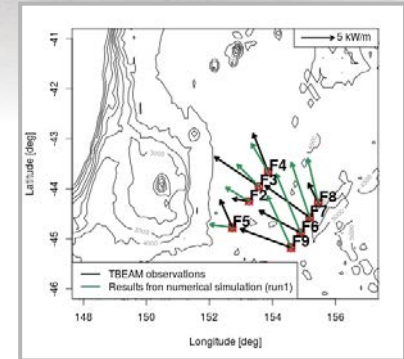 5 kW/m
-41
-42
-43
-44
-45
-46
Latitude [deg]
F4
F3
F2
F8
F7
F5
F6
F9
TBEAM observations
Results fron numerical simulation (run1)
148
150
152
154
156
Longitude [deg]